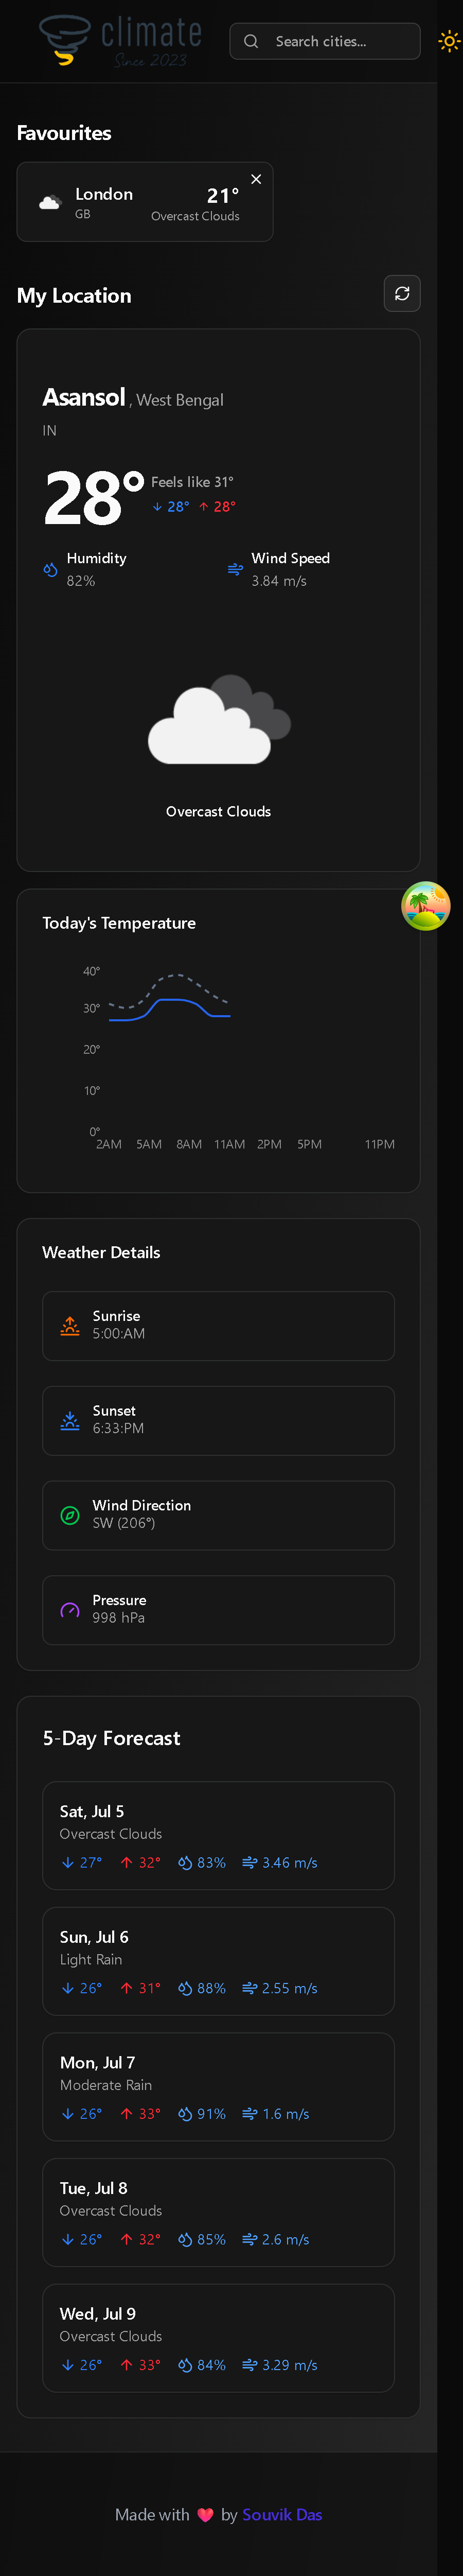 climate
Since 2023
Search cities...
Favourites
London
GB
21°
Overcast Clouds
My Location
Asansol , West Bengal
IN
28°
Feels like 31°
28° 28°
Humidity
82%
Wind Speed
3.84 m/s
Overcast Clouds
Today's Temperature
40°
30°
20°
10°
0°
2AM 5AM 8AM 11AM 2PM 5PM 11PM
Weather Details
Sunrise
5:00:AM
Sunset
6:33:PM
Wind Direction
SW (206°)
Pressure
998 hPa
5-Day Forecast
Sat, Jul 5
Overcast Clouds
27° 32° 83% 3.46 m/s
Sun, Jul 6
Light Rain
26° 31° 88% 2.55 m/s
Mon, Jul 7
Moderate Rain
26° 33° 91% 1.6 m/s
Tue, Jul 8
Overcast Clouds
26° 32° 85% 2.6 m/s
Wed, Jul 9
Overcast Clouds
26° 33° 84% 3.29 m/s
Made with ❤️ by Souvik Das